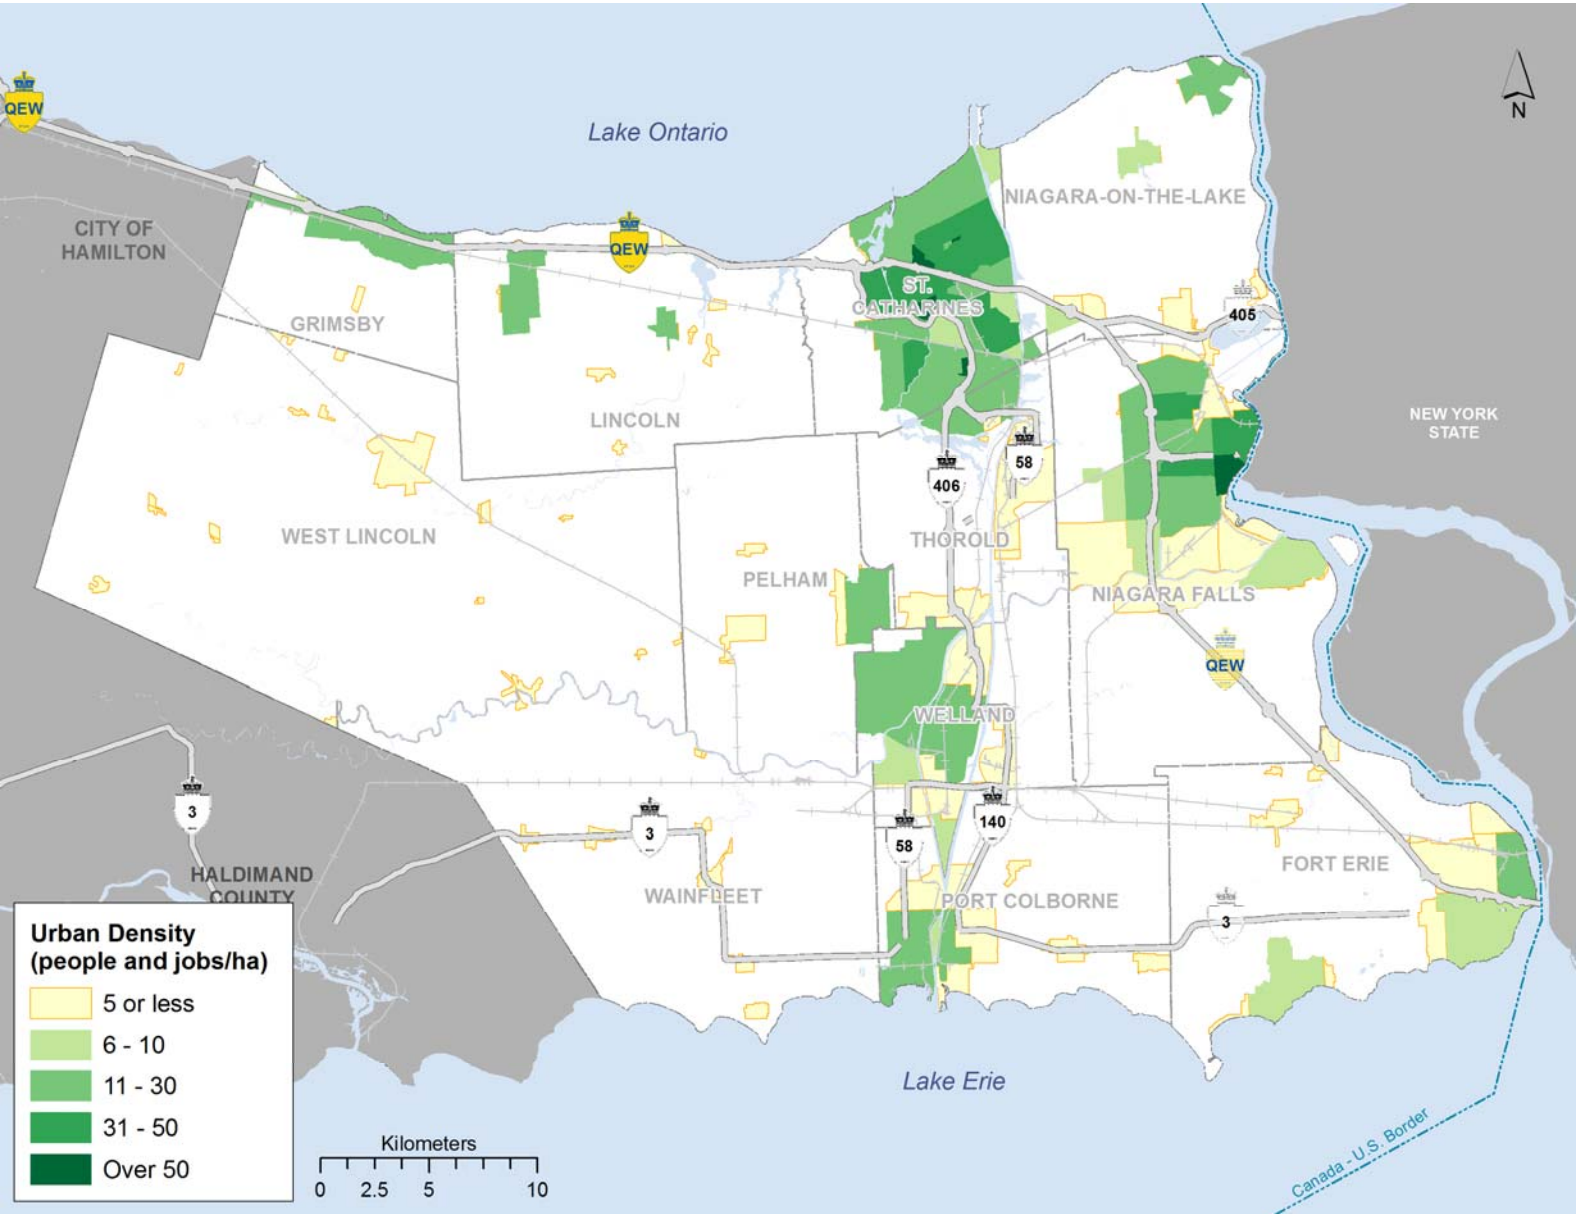 QEW
Lake Ontario
N
NIAGARA-ON-THE-LAKE
CITY OF
HAMILTON
QEW
ST.
CATHARINES
405
GRIMSBY
LINCOLN
NEW YORK
STATE
58
406
WEST LINCOLN
THOROLD
PELHAM
NIAGARA FALLS
QEW
WELLAND
3
3
58
140
HALDIMAND
COUNTY
WAINFLEET
PORT COLBORNE
FORT ERIE
3
Urban Density
(people and jobs/ha)
5 or less
6 - 10
11 - 30
31 - 50
Over 50
Lake Erie
Kilometers
0 2.5 5 10
Canada - U.S. Border